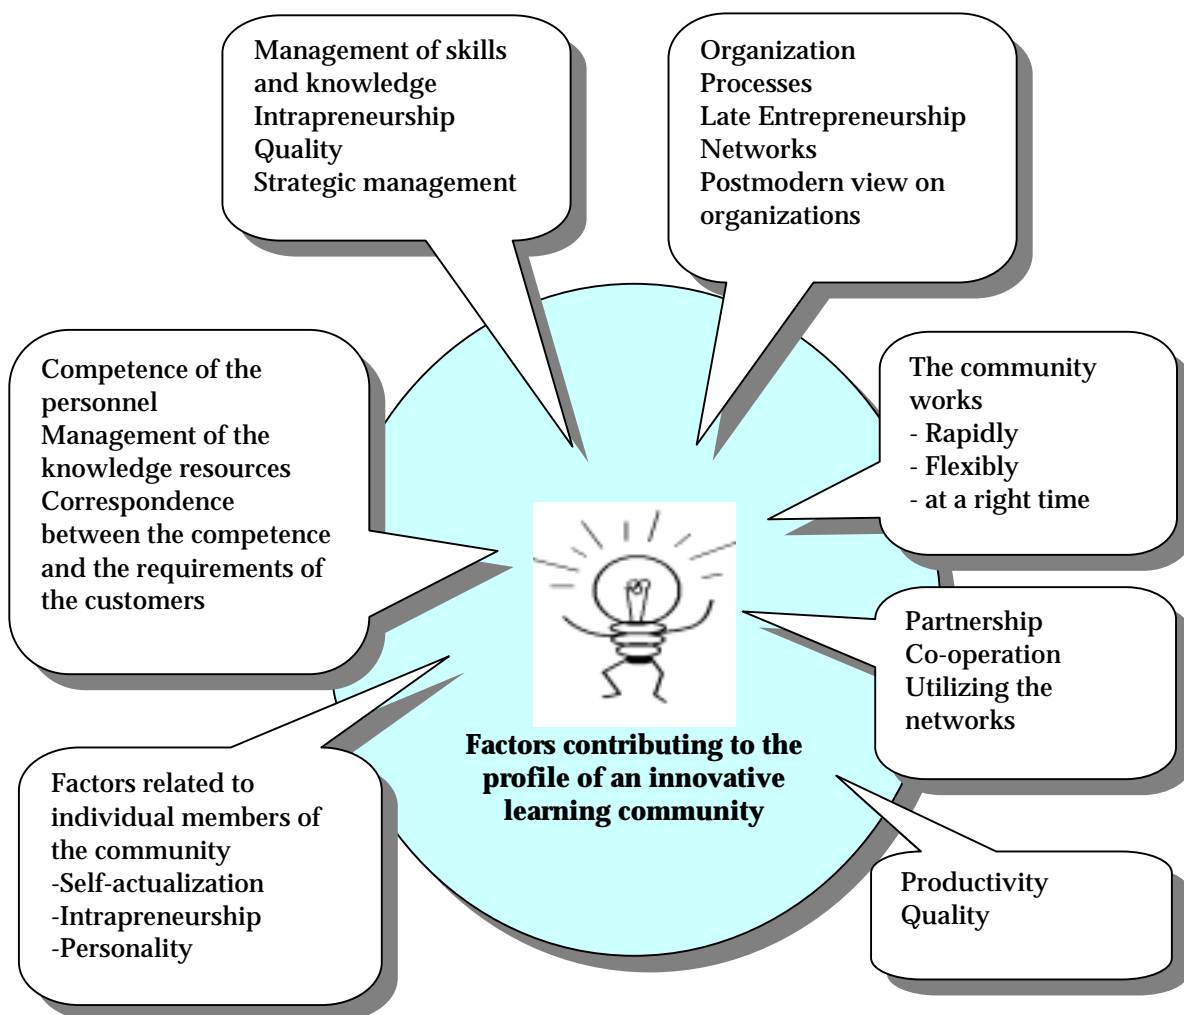 Management of skills
and knowledge
Intrapreneurship
Quality
Strategic management
Organization
Processes
Late Entrepreneurship
Networks
Postmodern view on
organizations
Competence of the
personnel
Management of the
knowledge resources
Correspondence
between the competence
and the requirements of
the customers
The community
works
- Rapidly
- Flexibly
- at a right time
Partnership
Co-operation
Utilizing the
networks
Factors contributing to the
profile of an innovative
learning community
Factors related to
individual members of
the community
-Self-actualization
-Intrapreneurship
-Personality
Productivity
Quality